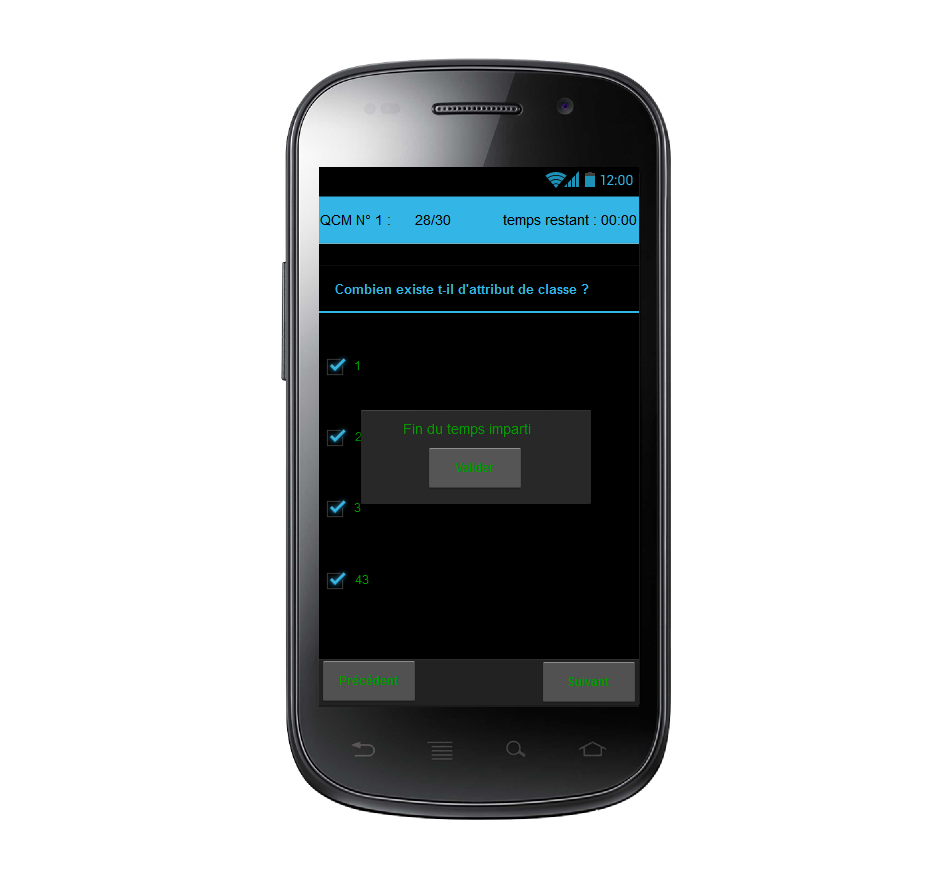 12:00
QCM N° 1 : 28/30 temps restant : 00:00
Combien existe t-il d'attribut de classe ?
1
2
Fin du temps imparti
Valider
3
43
Précédent Suivant